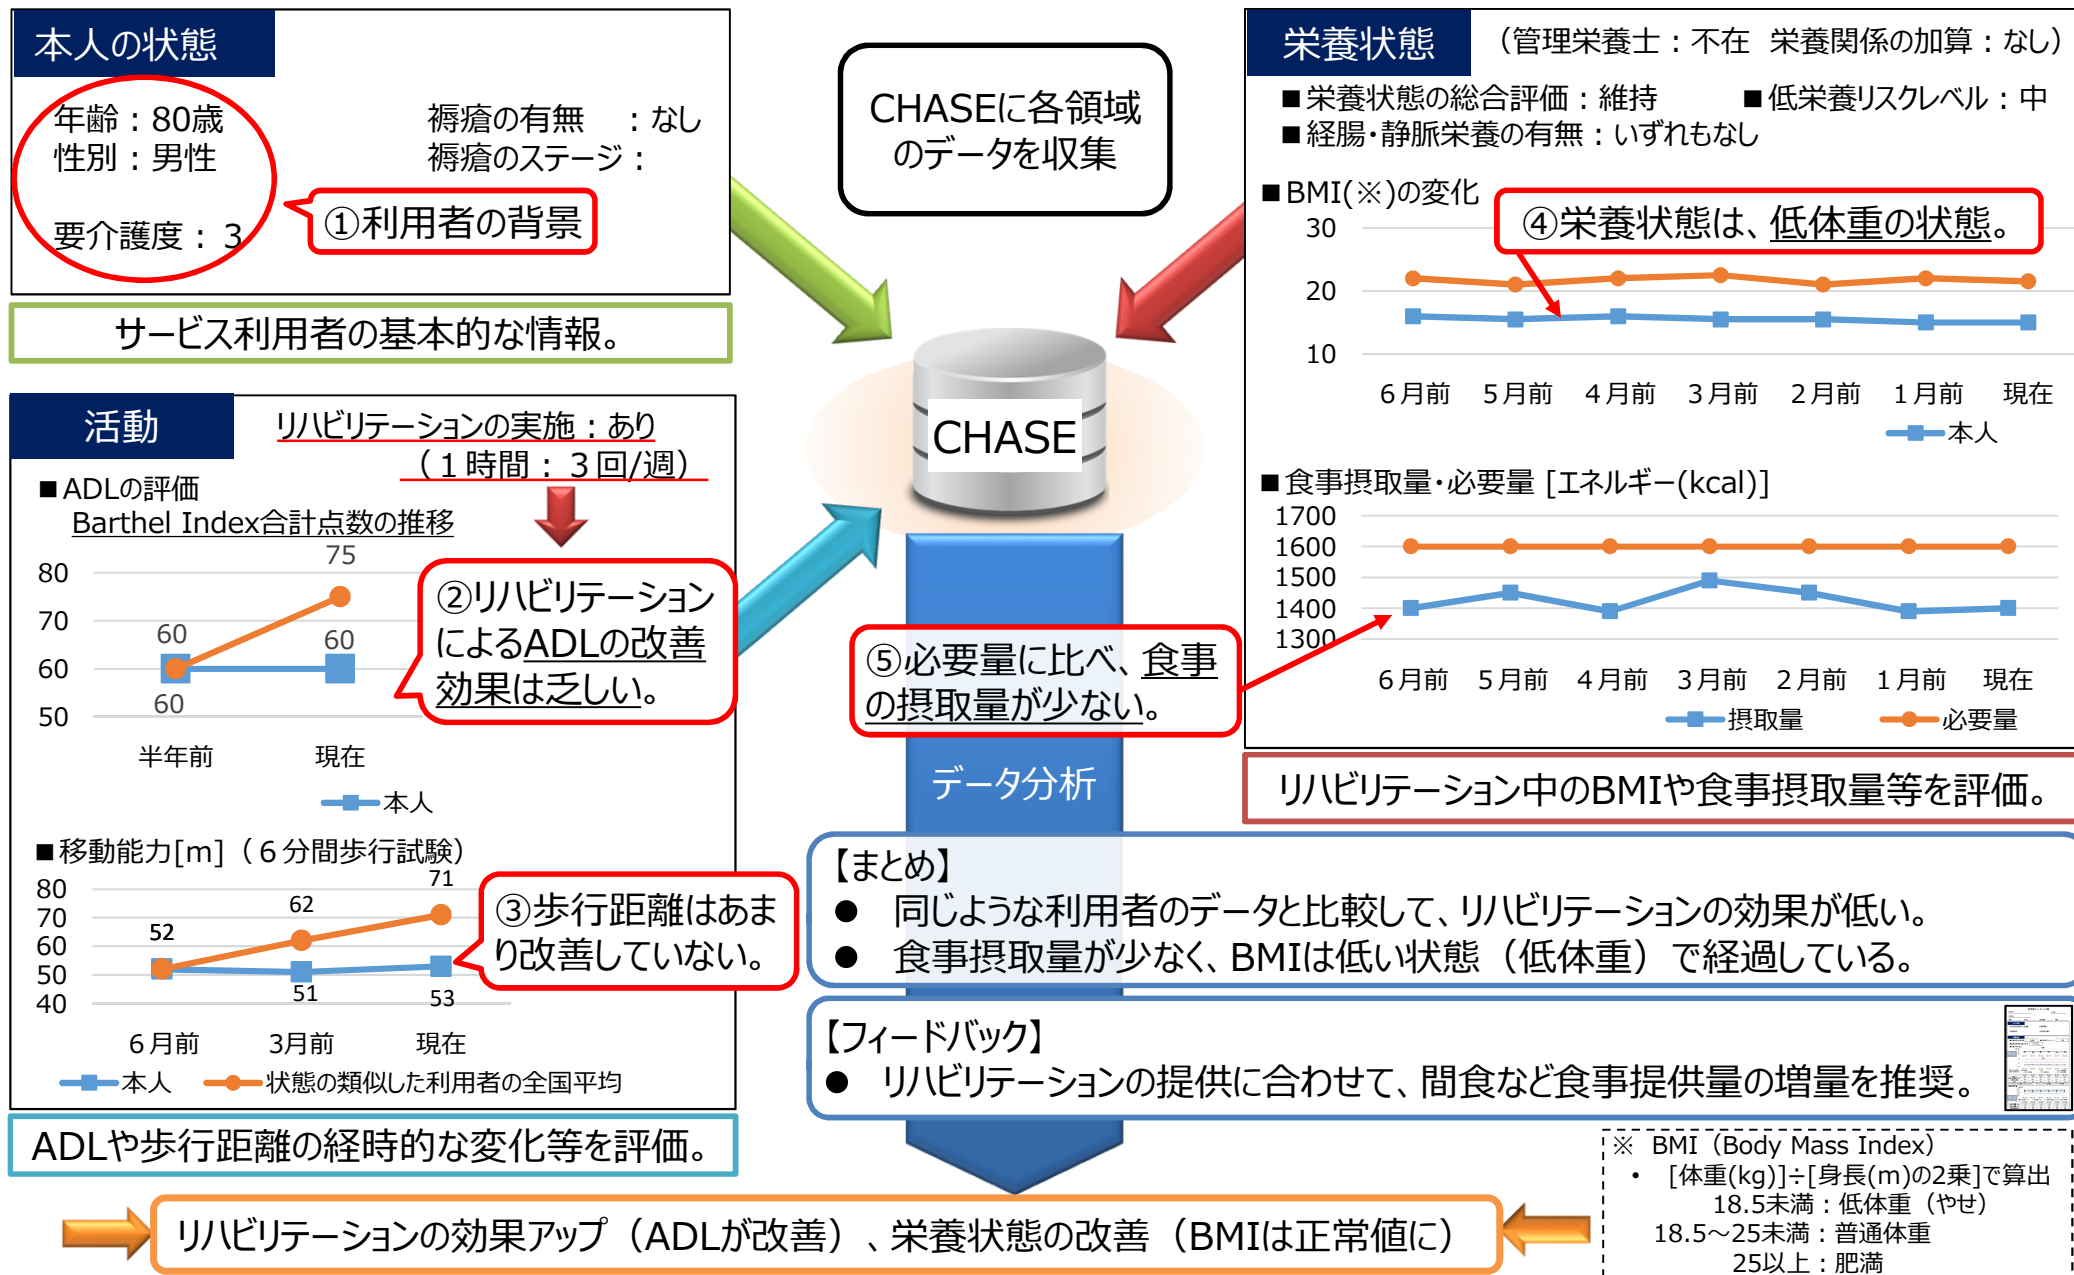 本人の状態
年齢：80歳
性別：男性
要介護度：３
褥瘡の有無　：なし
褥瘡のステージ：
①利用者の背景
サービス利用者の基本的な情報。
CHASEに各領域
のデータを収集
CHASE
栄養状態
（管理栄養士：不在 栄養関係の加算：なし）
■栄養状態の総合評価：維持
■低栄養リスクレベル：中
■経腸・静脈栄養の有無：いずれもなし
■BMI(※)の変化
④栄養状態は、低体重の状態。
30
20
10
６月前 ５月前 ４月前 ３月前 ２月前 １月前 現在
本人
■食事摂取量・必要量 [エネルギー(kcal)]
1700
1600
1500
1400
1300
６月前 ５月前 ４月前 ３月前 ２月前 １月前 現在
摂取量 必要量
⑤必要量に比べ、食事
の摂取量が少ない。
リハビリテーション中のBMIや食事摂取量等を評価。
活動
リハビリテーションの実施：あり
（１時間：３回/週）
■ADLの評価
Barthel Index合計点数の推移
80
70
60
50
60
60
75
60
半年前 現在
本人
②リハビリテーション
によるADLの改善
効果は乏しい。
■移動能力[m]（６分間歩行試験）
80
70
60
50
40
52
62
71
51
53
６月前 3月前 現在
本人 状態の類似した利用者の全国平均
③歩行距離はあま
り改善していない。
ADLや歩行距離の経時的な変化等を評価。
データ分析
【まとめ】
● 同じような利用者のデータと比較して、リハビリテーションの効果が低い。
● 食事摂取量が少なく、BMIは低い状態（低体重）で経過している。
【フィードバック】
● リハビリテーションの提供に合わせて、間食など食事提供量の増量を推奨。
※ BMI（Body Mass Index）
・ [体重(kg)]÷[身長(m)の2乗]で算出
18.5未満：低体重（やせ）
18.5～25未満：普通体重
25以上：肥満
リハビリテーションの効果アップ（ADLが改善）、栄養状態の改善（BMIは正常値に）